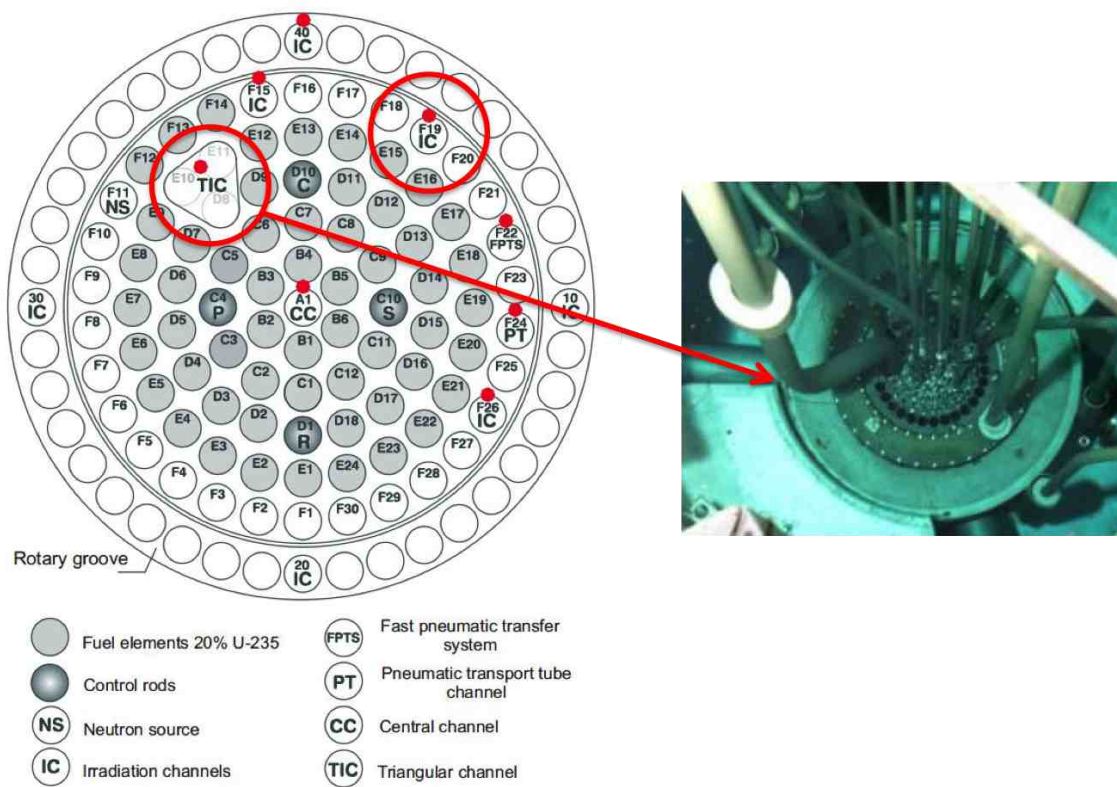 40
IC
F15
IC
F16
F17
F18
F19
IC
F20
F14
F13
F12
E12
E13
E14
E15
E16
F21
E11
E10
TIC
D8
D9
D10
C
D11
D12
E17
F22
FPTS
F11
NS
E9
D7
C6
C7
C8
D13
E18
F23
F10
E8
D6
C5
B3
B4
B5
C9
D14
E19
F24
PT
F9
30
IC
E7
C4
P
A1
CC
C10
S
10
IC
F8
D5
B2
B6
D15
E20
F25
F7
E6
C3
B1
C11
D16
E21
F26
IC
D4
C2
C1
C12
D17
E22
F27
F6
E5
D3
D2
D1
R
D18
E23
F28
F5
E4
E3
E2
E1
E24
F29
F4
F3
F2
F1
F30
20
IC
Rotary groove
Fuel elements 20% U-235
Control rods
NS Neutron source
IC Irradiation channels
FPTS Fast pneumatic transfer
system
PT Pneumatic transport tube
channel
CC Central channel
TIC Triangular channel